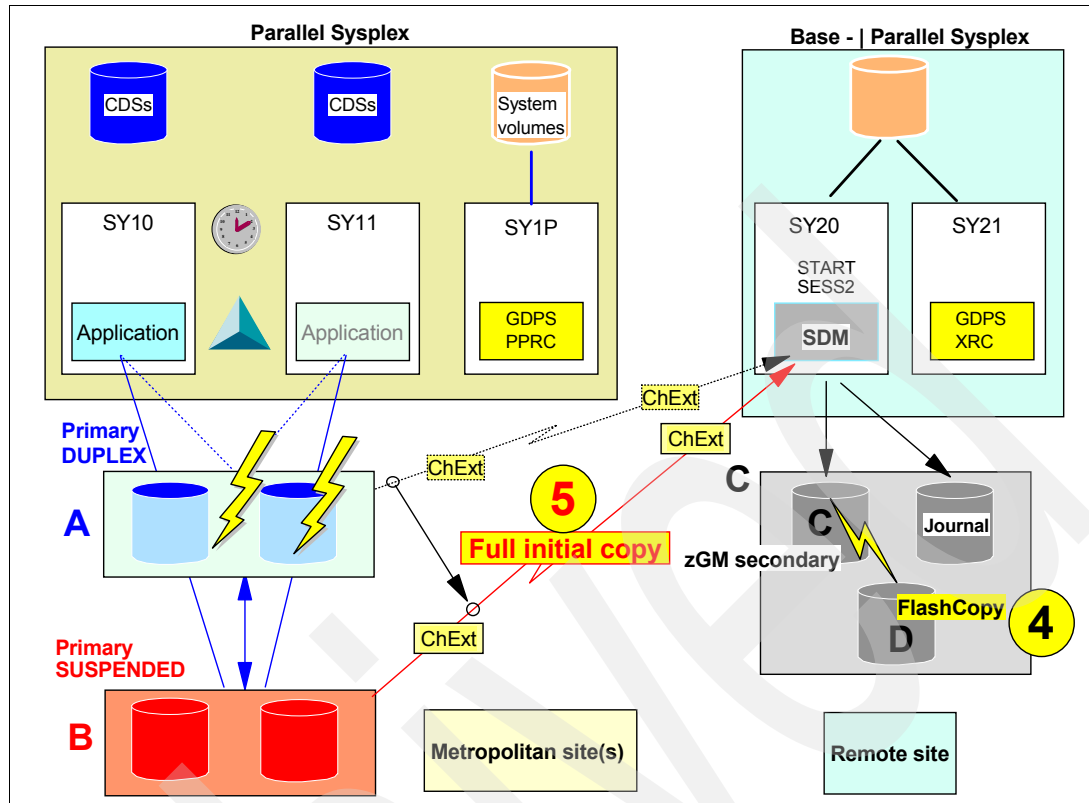 Parallel Sysplex
Base - | Parallel Sysplex
CDSs
CDSs
System
volumes
SY10
SY11
SY1P
SY20
SY21
START
SESS2
Application
Application
GDPS
PPRC
SDM
GDPS
XRC
ChExt
ChExt
ChExt
Primary
DUPLEX
A
5
Full initial copy
C
C
Journal
zGM secondary
FlashCopy
4
D
ChExt
Primary
SUSPENDED
B
Metropolitan site(s)
Remote site